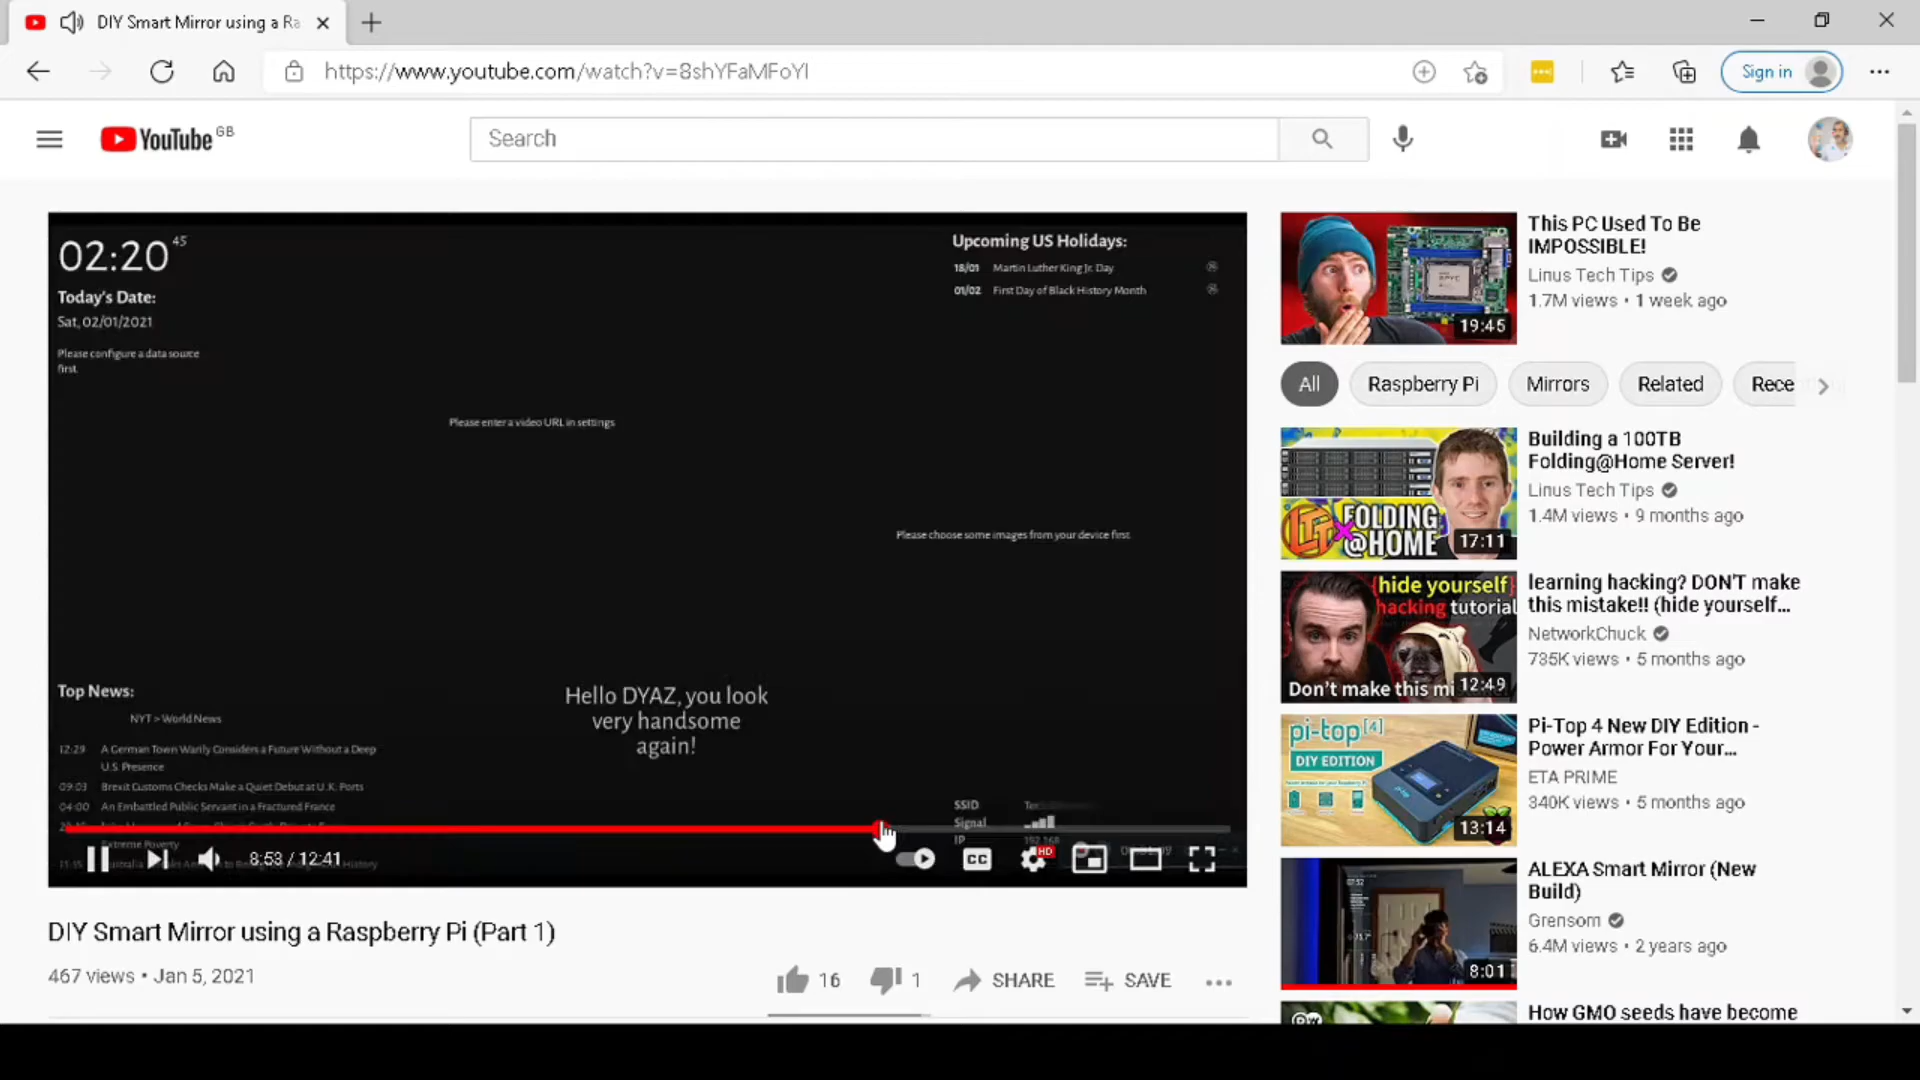 DIY Smart Mirror using a Ra
https://www.youtube.com/watch?v=8shYFaMFoYI
Sign in
YouTube GB
Search
02:20 45
Today's Date:
Sat, 02/01/2021
Please configure a data source
first.
Upcoming US Holidays:
18/01 Martin Luther King Jr. Day
01/02 First Day of Black History Month
Please enter a video URL in settings
Please choose some images from your device first.
Top News:
NYT > World News
12:29 A German Town Warily Considers a Future Without a Deep
U.S. Presence
09:03 Brexit Customs Checks Make a Quiet Debut at U.K. Ports
04:00 An Embattled Public Servant in a Fractured France
Extreme Poverty
11:15
History
Hello DYAZ, you look
very handsome
again!
SSID
Signal
IP 192.168
8:53 / 12:41
CC
HD
DIY Smart Mirror using a Raspberry Pi (Part 1)
467 views • Jan 5, 2021
16
1
SHARE
SAVE
19:45
This PC Used To Be
IMPOSSIBLE!
Linus Tech Tips
1.7M views • 1 week ago
All
Raspberry Pi
Mirrors
Related
Rece
FOLDING
@HOME
17:11
Building a 100TB
Folding@Home Server!
Linus Tech Tips
1.4M views • 9 months ago
hide yourself
hacking tutorial
Don't make this mi
12:49
learning hacking? DON'T make
this mistake!! (hide yourself...
NetworkChuck
735K views • 5 months ago
pi-top [4]
DIY EDITION
13:14
Pi-Top 4 New DIY Edition -
Power Armor For Your...
ETA PRIME
340K views • 5 months ago
8:01
ALEXA Smart Mirror (New
Build)
Grensom
6.4M views • 2 years ago
How GMO seeds have become